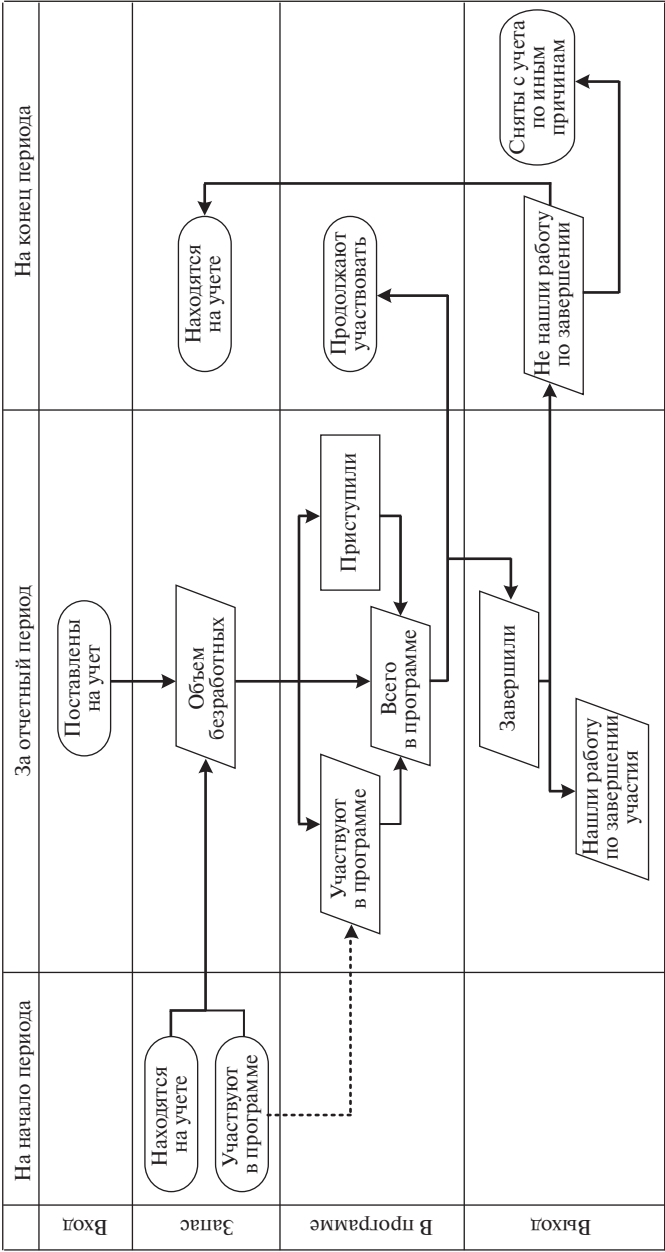 На начало периода
За отчетный период
На конец периода
Вход
Поставлены
на учет
Запас
Находятся
на учете
Участвуют
в программе
Объем
безработных
Находятся
на учете
В программе
Участвуют
в программе
Приступили
Всего
в программе
Продолжают
участвовать
Выход
Завершили
Нашли работу
по завершении
участия
Не нашли работу
по завершении
Сняты с учета
по иным
причинам